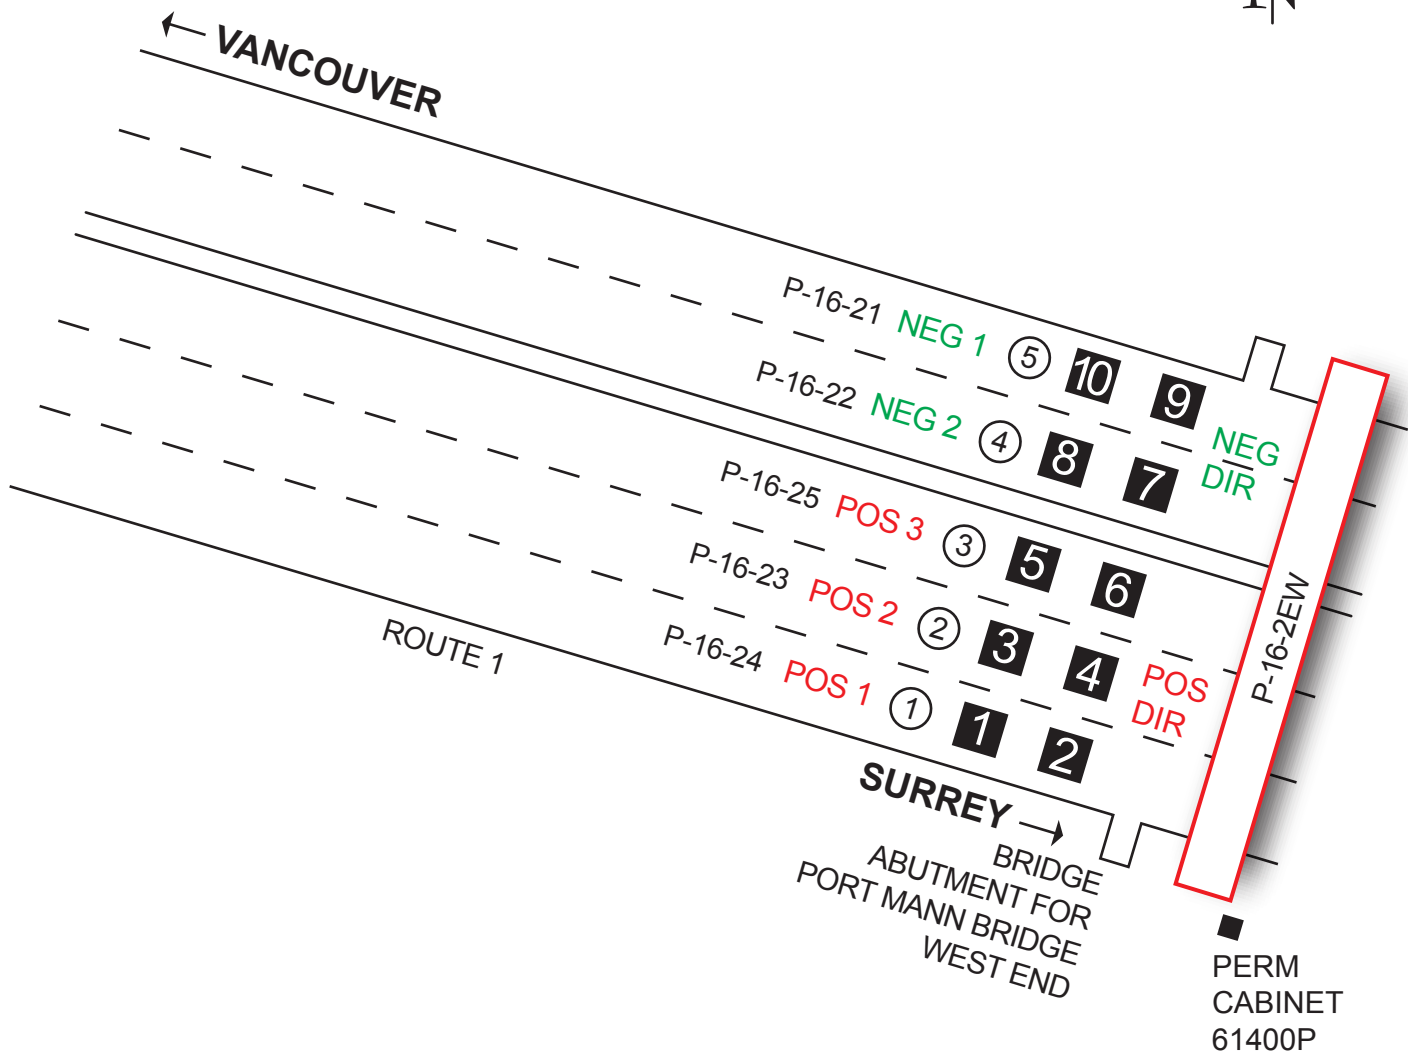 N
VANCOUVER
P-16-21 NEG 1 5 10 9
P-16-22 NEG 2 4 8 7
NEG
DIR
P-16-25 POS 3 3 5 6
P-16-23 POS 2 2 3 4
P-16-24 POS 1 1 1 2
POS
DIR
P-16-2EW
ROUTE 1
SURREY
BRIDGE
ABUTMENT FOR
PORT MANN BRIDGE
WEST END
PERM
CABINET
61400P